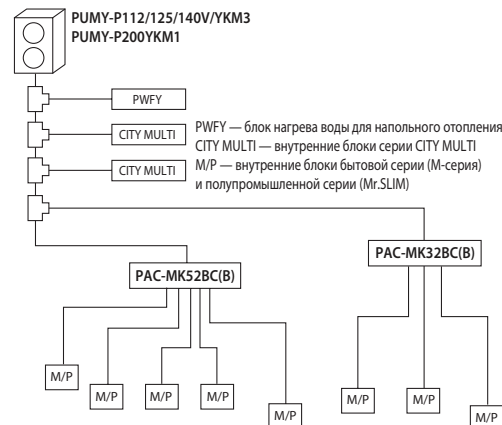 PUMY-P112/125/140V/YKM3
PUMY-P200YKM1
PWFY
CITY MULTI
CITY MULTI
PWFY — блок нагрева воды для напольного отопления
CITY MULTI — внутренние блоки серии CITY MULTI
M/P — внутренние блоки бытовой серии (М-серия)
и полупромышленной серии (Mr.SLIM)
PAC-MK52BC(B)
PAC-MK32BC(B)
M/P
M/P
M/P
M/P
M/P
M/P
M/P
M/P